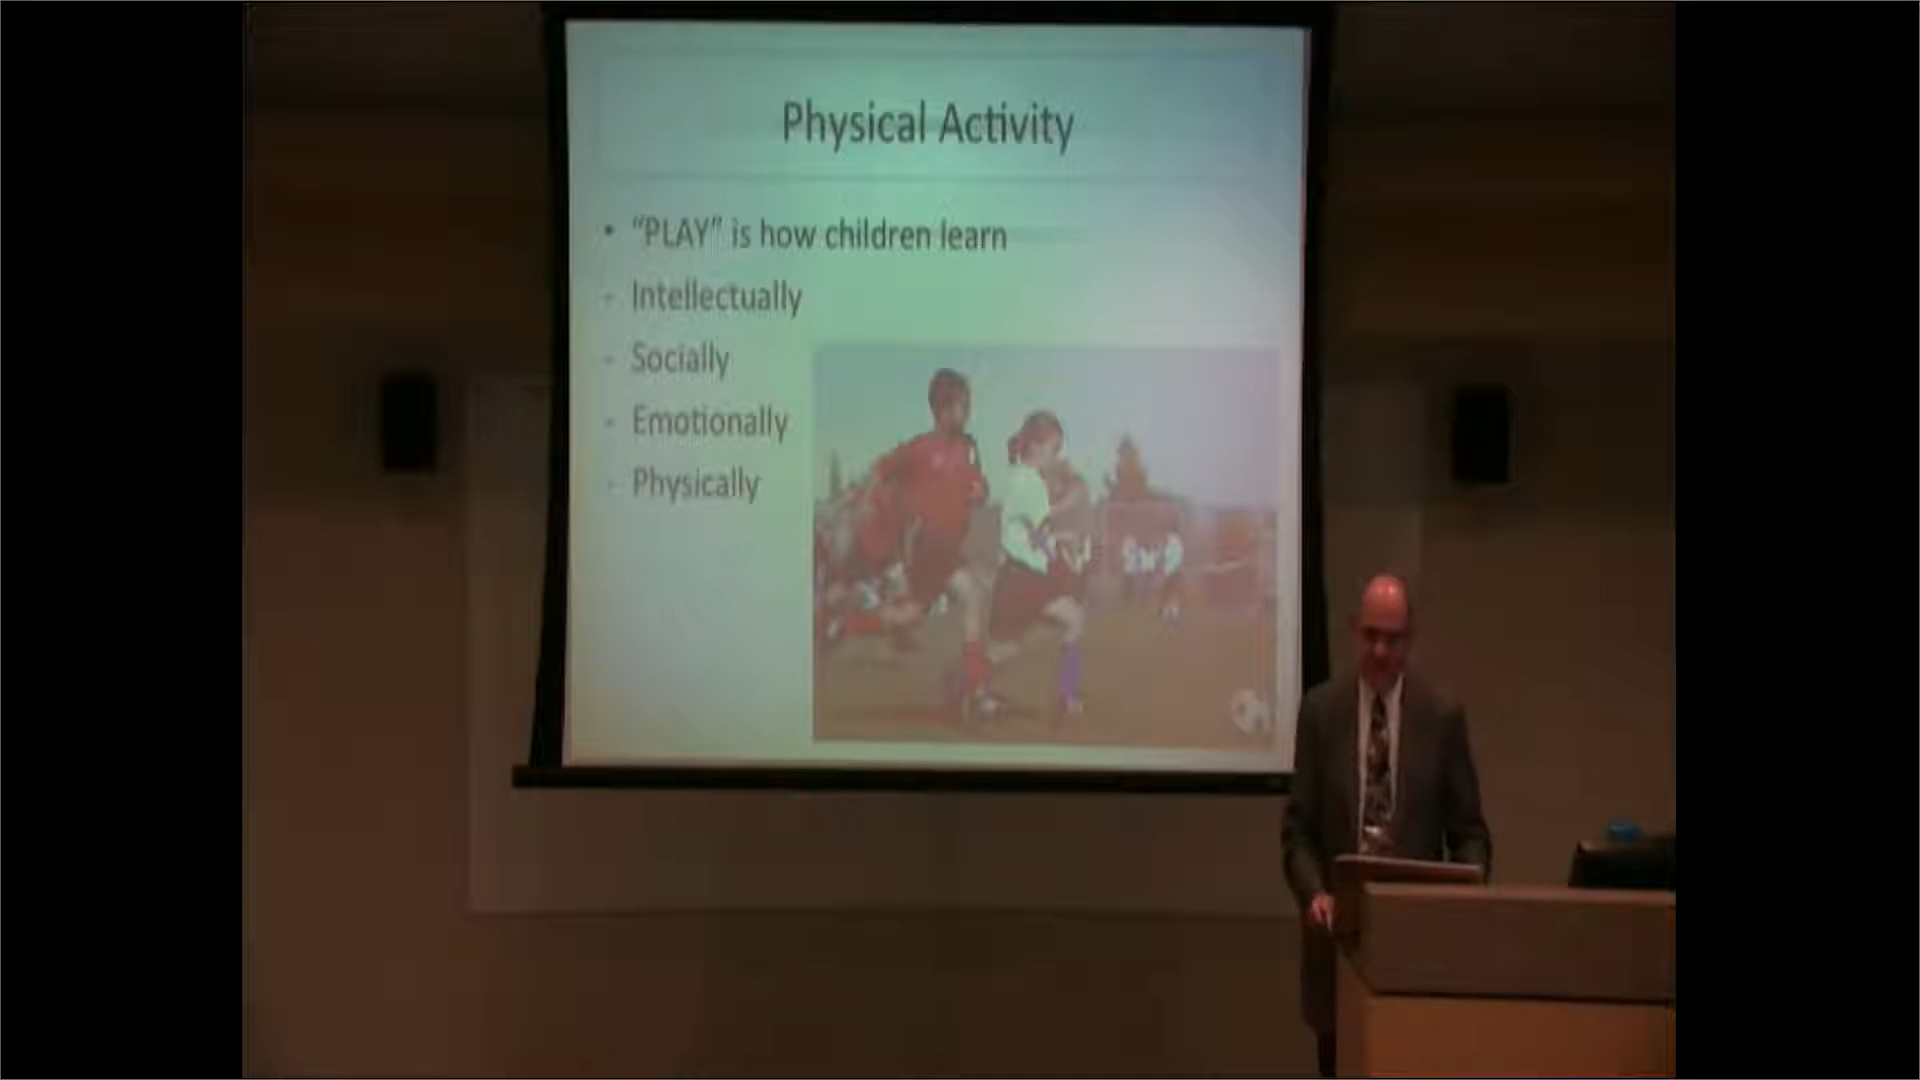 Physical Activity
• “PLAY” is how children learn
- Intellectually
- Socially
- Emotionally
- Physically